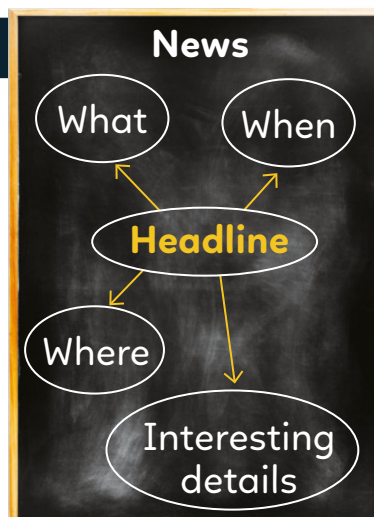 News
What
When
Headline
Where
Interesting
details